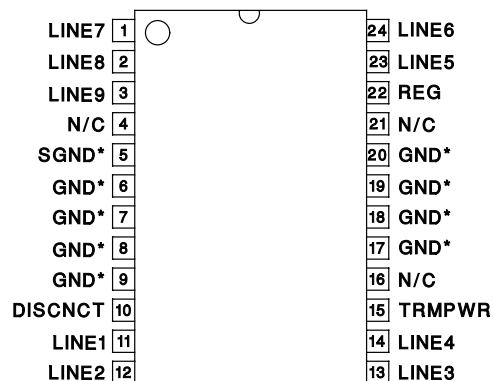 LINE7 1 24 LINE6
LINE8 2 23 LINE5
LINE9 3 22 REG
N/C 4 21 N/C
SGND* 5 20 GND*
GND* 6 19 GND*
GND* 7 18 GND*
GND* 8 17 GND*
GND* 9 16 N/C
DISCNCT 10 15 TRMPWR
LINE1 11 14 LINE4
LINE2 12 13 LINE3